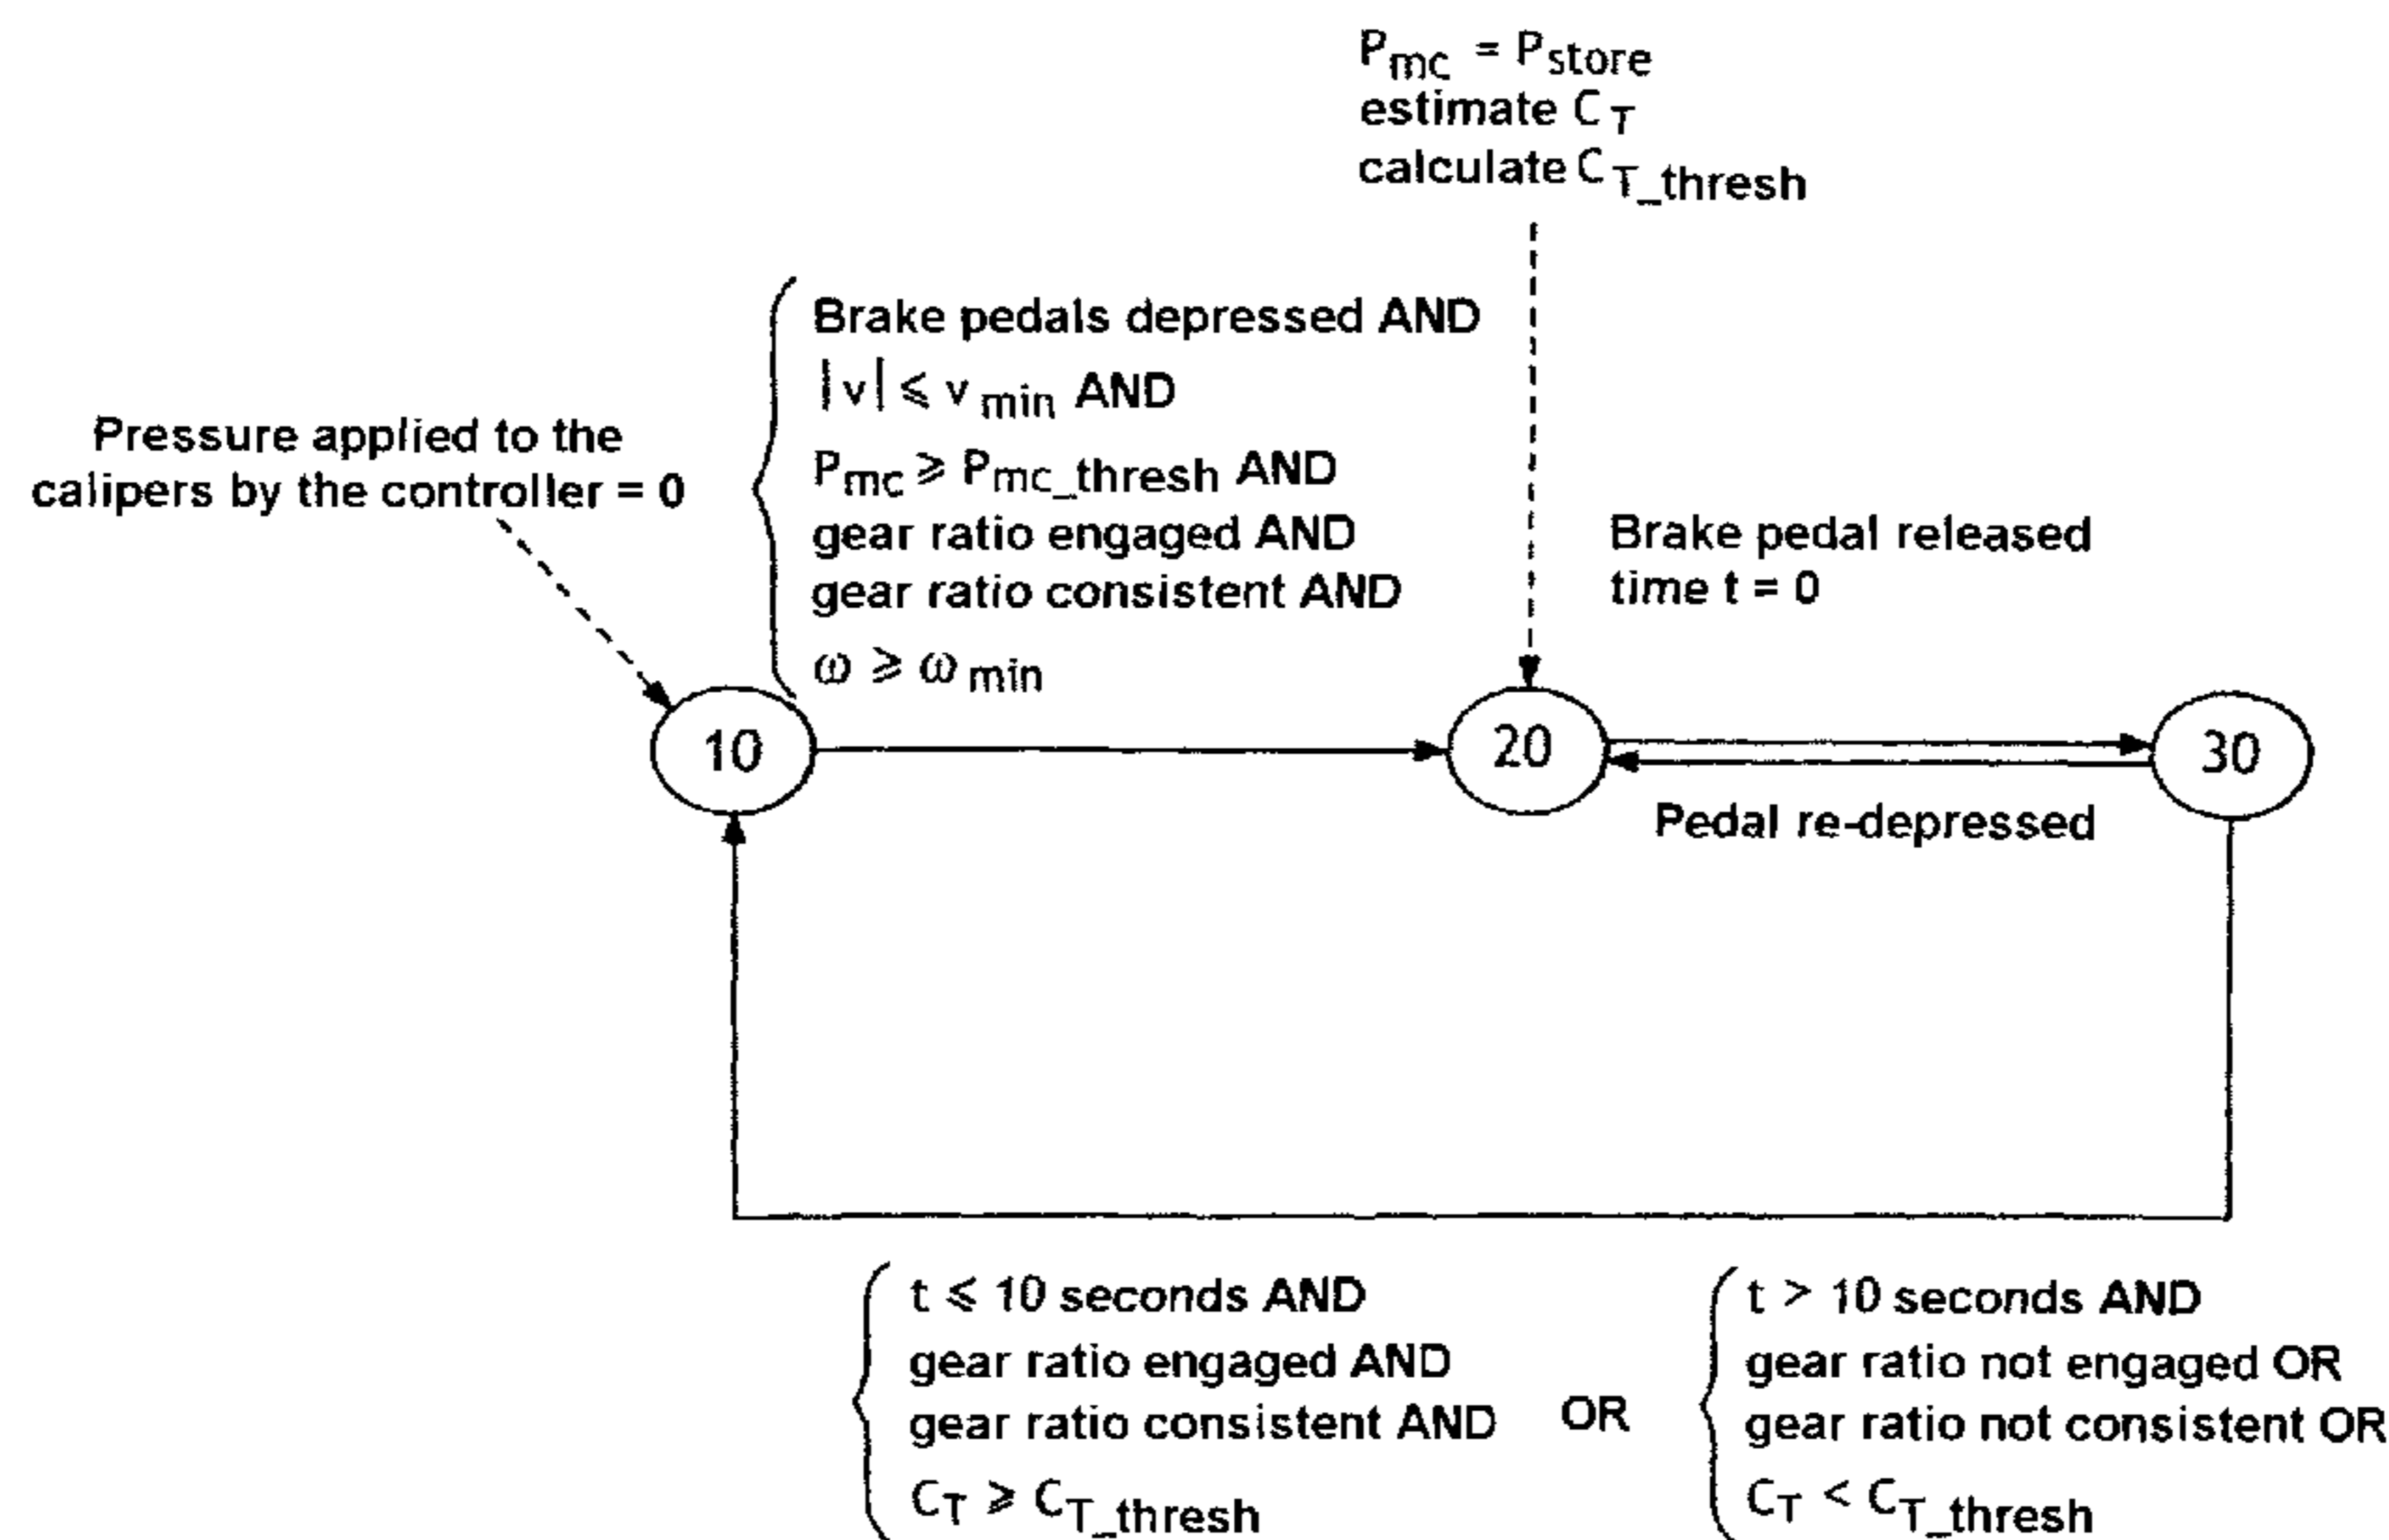 P_mc = P_store
estimate C_T
calculate C_T_thresh
Brake pedals depressed AND
|v| ⩽ v_min AND
P_mc ⩾ P_mc_thresh AND
gear ratio engaged AND
gear ratio consistent AND
ω ⩾ ω_min
Pressure applied to the
calipers by the controller = 0
Brake pedal released
time t = 0
10
20
30
Pedal re-depressed
t ⩽ 10 seconds AND
gear ratio engaged AND
gear ratio consistent AND
C_T ⩾ C_T_thresh
OR
t > 10 seconds AND
gear ratio not engaged OR
gear ratio not consistent OR
C_T < C_T_thresh